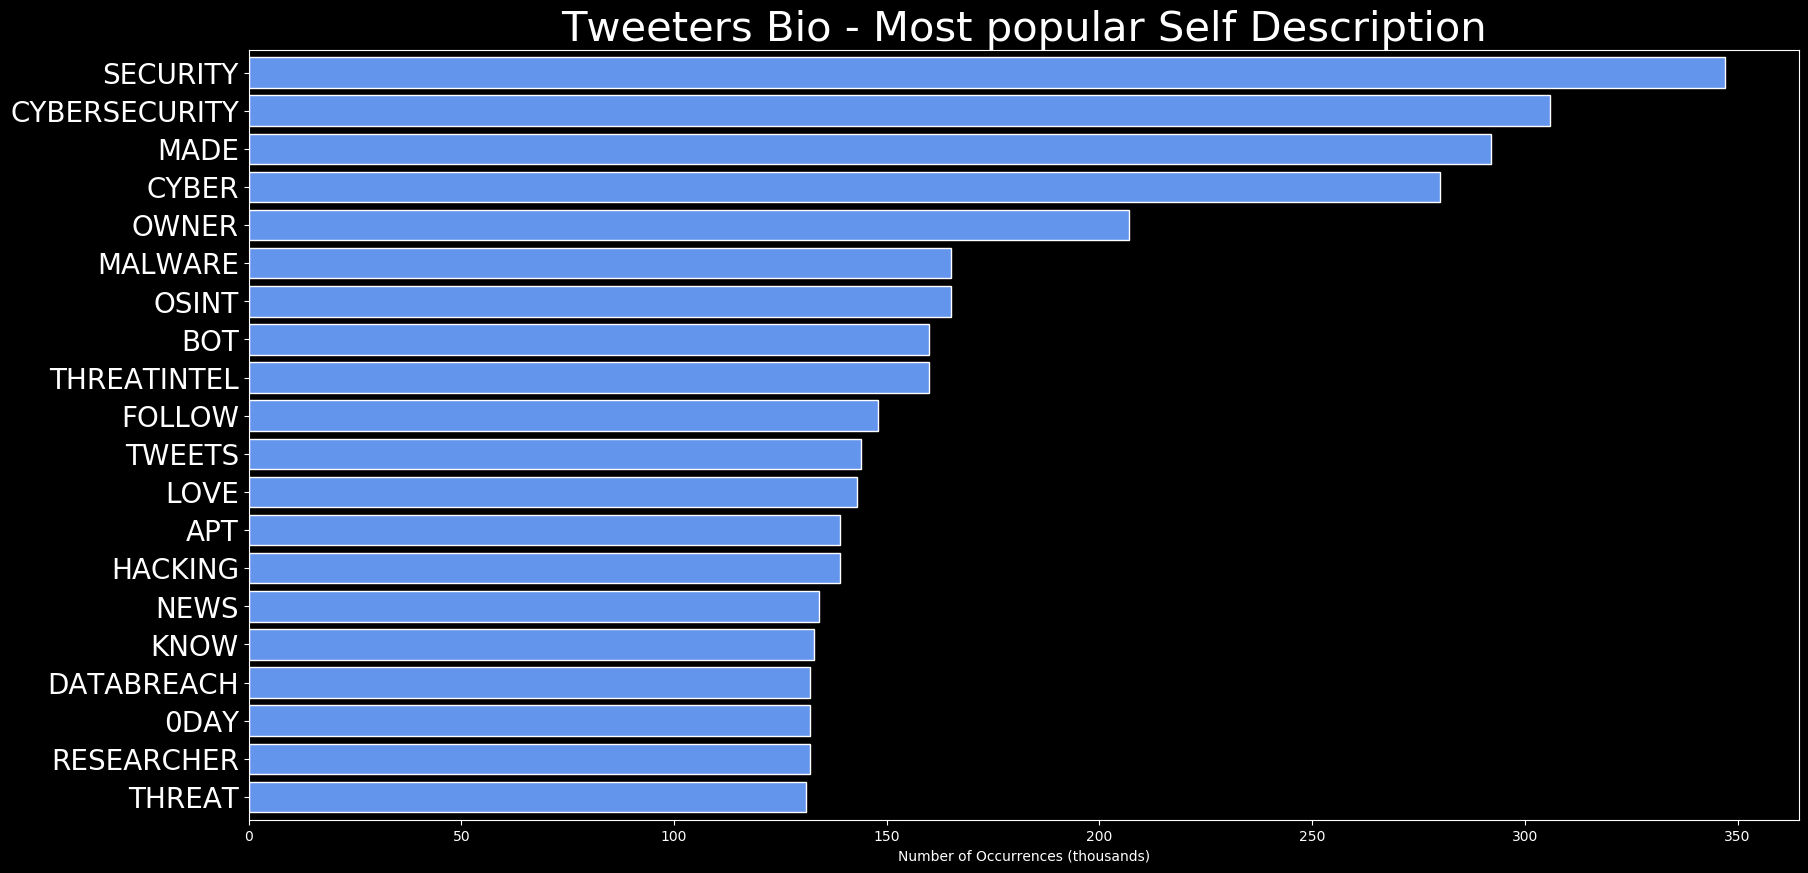 Tweeters Bio - Most popular Self Description
SECURITY
CYBERSECURITY
MADE
CYBER
OWNER
MALWARE
OSINT
BOT
THREATINTEL
FOLLOW
TWEETS
LOVE
APT
HACKING
NEWS
KNOW
DATABREACH
0DAY
RESEARCHER
THREAT
0 50 100 150 200 250 300 350
Number of Occurrences (thousands)